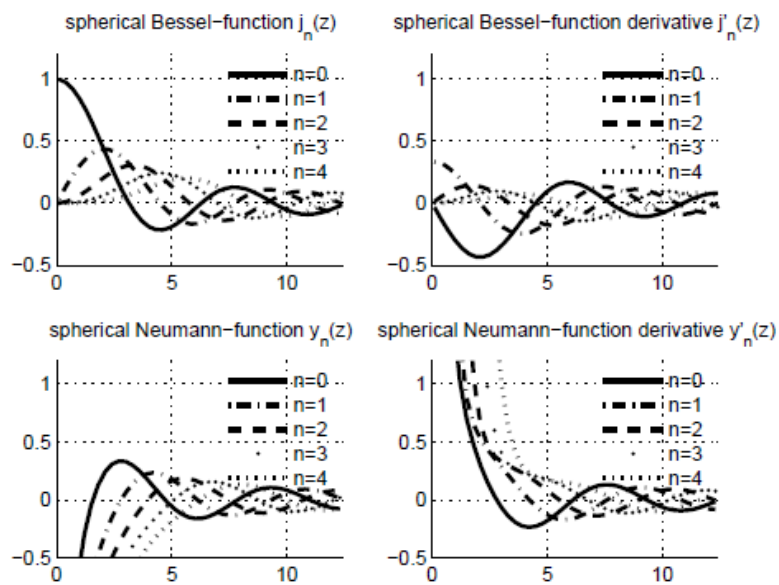 spherical Bessel−function j_n(z)
1
0.5
0
−0.5
0
5
10
n=0
n=1
n=2
n=3
n=4
spherical Bessel−function derivative j'_n(z)
1
0.5
0
−0.5
0
5
10
n=0
n=1
n=2
n=3
n=4
spherical Neumann−function y_n(z)
1
0.5
0
−0.5
0
5
10
n=0
n=1
n=2
n=3
n=4
spherical Neumann−function derivative y'_n(z)
1
0.5
0
−0.5
0
5
10
n=0
n=1
n=2
n=3
n=4